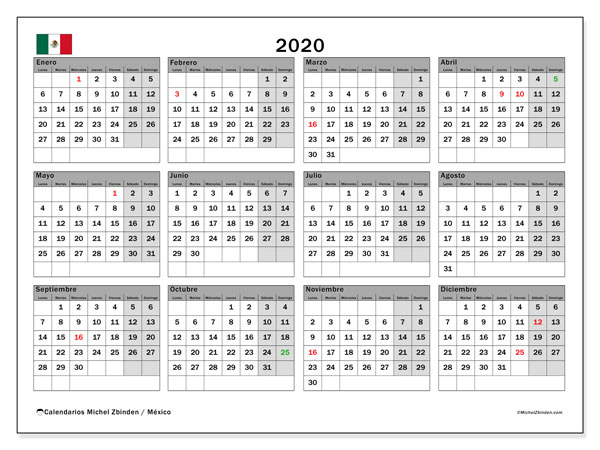 2020
Enero
Lunes Martes Miércoles Jueves Viernes Sábado Domingo
1 2 3 4 5
6 7 8 9 10 11 12
13 14 15 16 17 18 19
20 21 22 23 24 25 26
27 28 29 30 31
Febrero
Lunes Martes Miércoles Jueves Viernes Sábado Domingo
1 2
3 4 5 6 7 8 9
10 11 12 13 14 15 16
17 18 19 20 21 22 23
24 25 26 27 28 29
Marzo
Lunes Martes Miércoles Jueves Viernes Sábado Domingo
1
2 3 4 5 6 7 8
9 10 11 12 13 14 15
16 17 18 19 20 21 22
23 24 25 26 27 28 29
30 31
Abril
Lunes Martes Miércoles Jueves Viernes Sábado Domingo
1 2 3 4 5
6 7 8 9 10 11 12
13 14 15 16 17 18 19
20 21 22 23 24 25 26
27 28 29 30
Mayo
Lunes Martes Miércoles Jueves Viernes Sábado Domingo
1 2 3
4 5 6 7 8 9 10
11 12 13 14 15 16 17
18 19 20 21 22 23 24
25 26 27 28 29 30 31
Junio
Lunes Martes Miércoles Jueves Viernes Sábado Domingo
1 2 3 4 5 6 7
8 9 10 11 12 13 14
15 16 17 18 19 20 21
22 23 24 25 26 27 28
29 30
Julio
Lunes Martes Miércoles Jueves Viernes Sábado Domingo
1 2 3 4 5
6 7 8 9 10 11 12
13 14 15 16 17 18 19
20 21 22 23 24 25 26
27 28 29 30 31
Agosto
Lunes Martes Miércoles Jueves Viernes Sábado Domingo
1 2
3 4 5 6 7 8 9
10 11 12 13 14 15 16
17 18 19 20 21 22 23
24 25 26 27 28 29 30
31
Septiembre
Lunes Martes Miércoles Jueves Viernes Sábado Domingo
1 2 3 4 5 6
7 8 9 10 11 12 13
14 15 16 17 18 19 20
21 22 23 24 25 26 27
28 29 30
Octubre
Lunes Martes Miércoles Jueves Viernes Sábado Domingo
1 2 3 4
5 6 7 8 9 10 11
12 13 14 15 16 17 18
19 20 21 22 23 24 25
26 27 28 29 30 31
Noviembre
Lunes Martes Miércoles Jueves Viernes Sábado Domingo
1
2 3 4 5 6 7 8
9 10 11 12 13 14 15
16 17 18 19 20 21 22
23 24 25 26 27 28 29
30
Diciembre
Lunes Martes Miércoles Jueves Viernes Sábado Domingo
1 2 3 4 5 6
7 8 9 10 11 12 13
14 15 16 17 18 19 20
21 22 23 24 25 26 27
28 29 30 31
Calendarios Michel Zbinden / México
©MichelZbinden.com